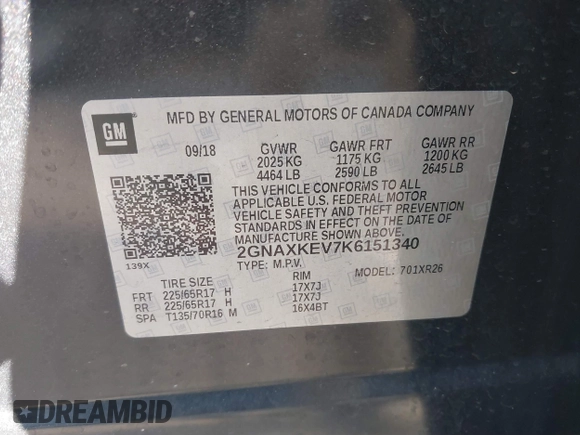 GM
MFD BY GENERAL MOTORS OF CANADA COMPANY
09/18 GVWR GAWR FRT GAWR RR
2025 KG 1175 KG 1200 KG
4464 LB 2590 LB 2645 LB
THIS VEHICLE CONFORMS TO ALL
APPLICABLE U.S. FEDERAL MOTOR
VEHICLE SAFETY AND THEFT PREVENTION
STANDARDS IN EFFECT ON THE DATE OF
MANUFACTURE SHOWN ABOVE.
2GNAXKEV7K6151340
139X
TYPE: M.P.V. MODEL: 701XR26
TIRE SIZE RIM
FRT 225/65R17 H 17X7J
RR 225/65R17 H 17X7J
SPA T135/70R16 M 16X4BT
DREAMBID